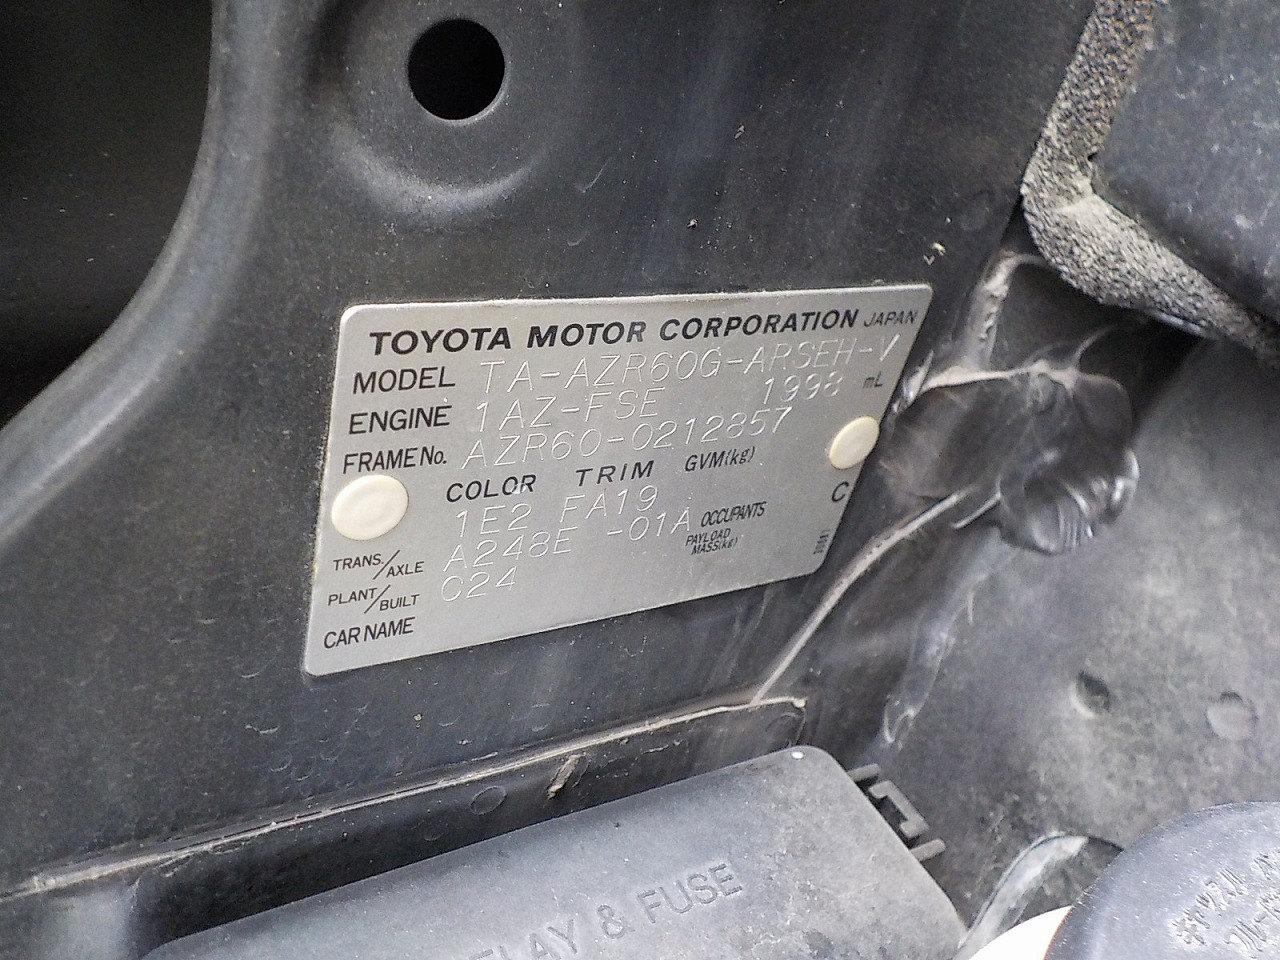 TOYOTA MOTOR CORPORATION JAPAN
MODEL TA-AZR60G-ARSEH-V
ENGINE 1AZ-FSE 1998 mL
FRAME No. AZR60-0212857
COLOR TRIM GVM(kg)
1E2 FA19 C
TRANS./AXLE A248E -01A OCCUPANTS
PAYLOAD MASS(kg)
PLANT/BUILT C24
CAR NAME
RELAY & FUSE